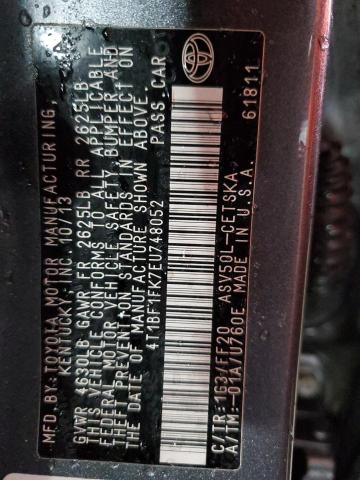 MFD. BY: TOYOTA MOTOR MANUFACTURING,
KENTUCKY, INC. 10/13
GVWR 4630LB GAWR FR 2625LB RR 2625LB
THIS VEHICLE CONFORMS TO ALL APPLICABLE
FEDERAL MOTOR VEHICLE SAFETY, BUMPER AND
THEFT PREVENTION STANDARDS IN EFFECT ON
THE DATE OF MANUFACTURE SHOWN ABOVE.
4T1BF1FK7EU748052 PASS. CAR
C/TR: 1G3/FF20 ASV50L-CETSKA
A/TM: -01A/U760E MADE IN U.S.A.
61811